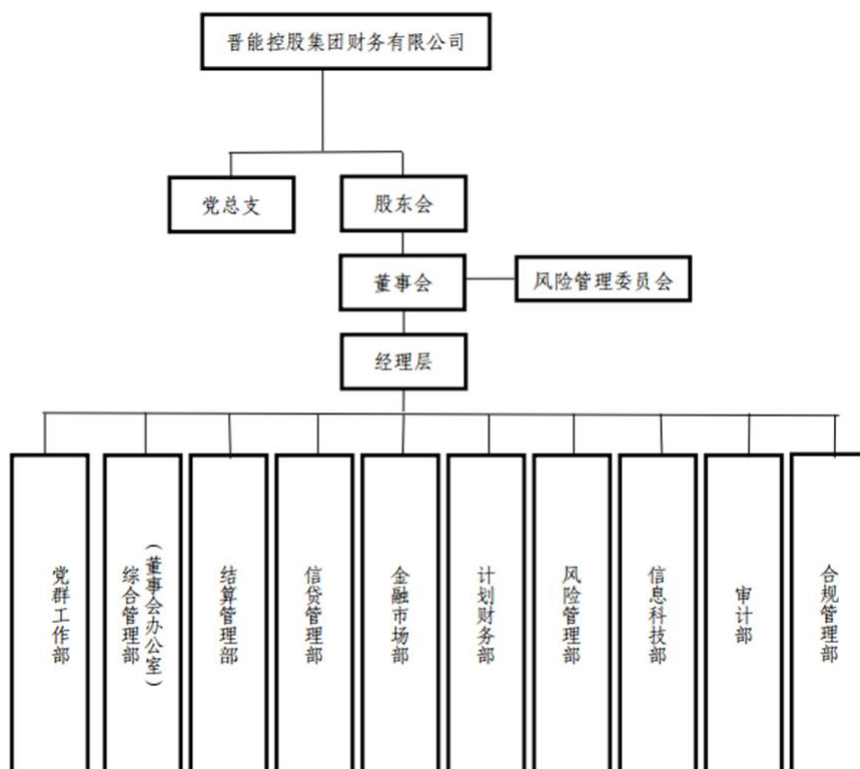 晋能控股集团财务有限公司
党总支
股东会
董事会
风险管理委员会
经理层
党群工作部
综合管理部
（董事会办公室）
结算管理部
信贷管理部
金融市场部
计划财务部
风险管理部
信息科技部
审计部
合规管理部